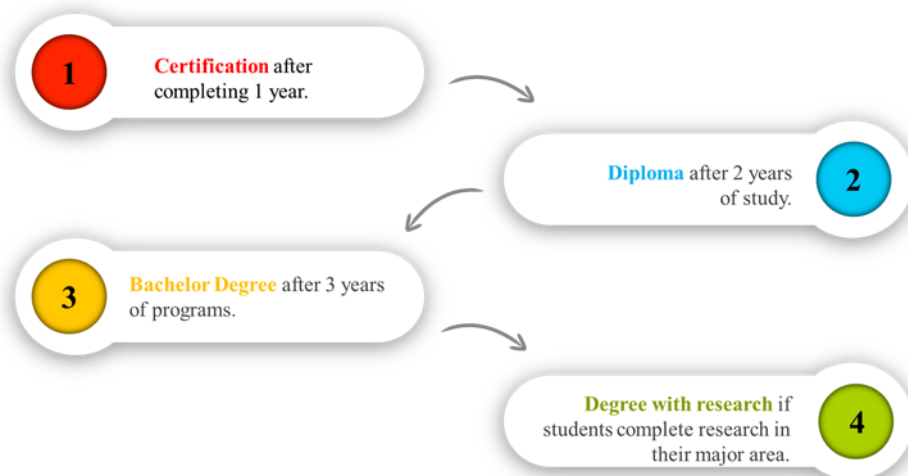 1
Certification after
completing 1 year.
2
Diploma after 2 years
of study.
3
Bachelor Degree after 3 years
of programs.
4
Degree with research if
students complete research in
their major area.